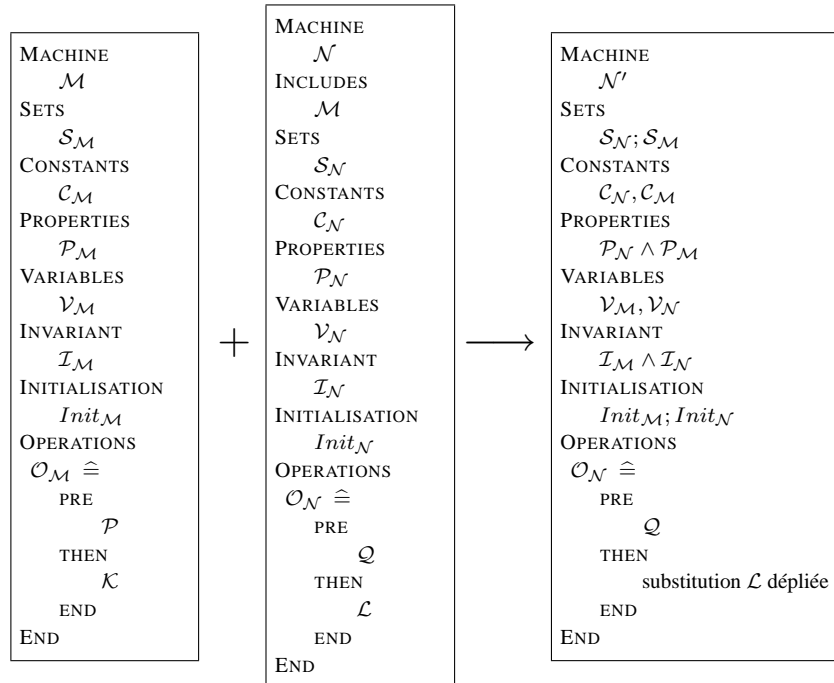 MACHINE
𝓜
SETS
𝓢_𝓜
CONSTANTS
𝓒_𝓜
PROPERTIES
𝓟_𝓜
VARIABLES
𝓥_𝓜
INVARIANT
𝓘_𝓜
INITIALISATION
Init_𝓜
OPERATIONS
𝓞_𝓜 ≙
PRE
𝓟
THEN
𝓚
END
END
+
MACHINE
𝓝
INCLUDES
𝓜
SETS
𝓢_𝓝
CONSTANTS
𝓒_𝓝
PROPERTIES
𝓟_𝓝
VARIABLES
𝓥_𝓝
INVARIANT
𝓘_𝓝
INITIALISATION
Init_𝓝
OPERATIONS
𝓞_𝓝 ≙
PRE
𝓠
THEN
𝓛
END
END
⟶
MACHINE
𝓝′
SETS
𝓢_𝓝; 𝓢_𝓜
CONSTANTS
𝓒_𝓝, 𝓒_𝓜
PROPERTIES
𝓟_𝓝 ∧ 𝓟_𝓜
VARIABLES
𝓥_𝓜, 𝓥_𝓝
INVARIANT
𝓘_𝓜 ∧ 𝓘_𝓝
INITIALISATION
Init_𝓜; Init_𝓝
OPERATIONS
𝓞_𝓝 ≙
PRE
𝓠
THEN
substitution 𝓛 dépliée
END
END